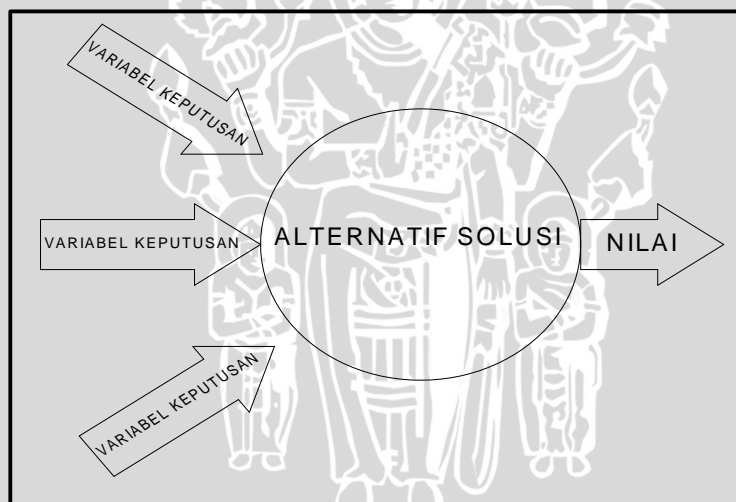 VARIABEL KEPUTUSAN
VARIABEL KEPUTUSAN
ALTERNATIF SOLUSI
NILAI
VARIABEL KEPUTUSAN